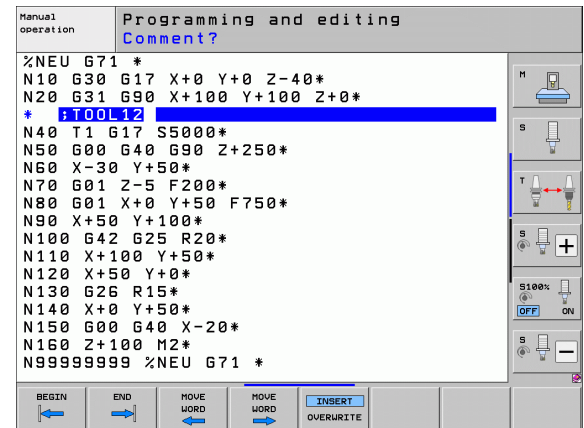 Manual
operation
Programming and editing
Comment?
%NEU G71 *
N10 G30 G17 X+0 Y+0 Z-40*
N20 G31 G90 X+100 Y+100 Z+0*
* ;TOOL12
N40 T1 G17 S5000*
N50 G00 G40 G90 Z+250*
N60 X-30 Y+50*
N70 G01 Z-5 F200*
N80 G01 X+0 Y+50 F750*
N90 X+50 Y+100*
N100 G42 G25 R20*
N110 X+100 Y+50*
N120 X+50 Y+0*
N130 G26 R15*
N140 X+0 Y+50*
N150 G00 G40 X-20*
N160 Z+100 M2*
N99999999 %NEU G71 *
M
S
T
S
+
S100%
OFF ON
S
-
BEGIN
END
MOVE
WORD
MOVE
WORD
INSERT
OVERWRITE